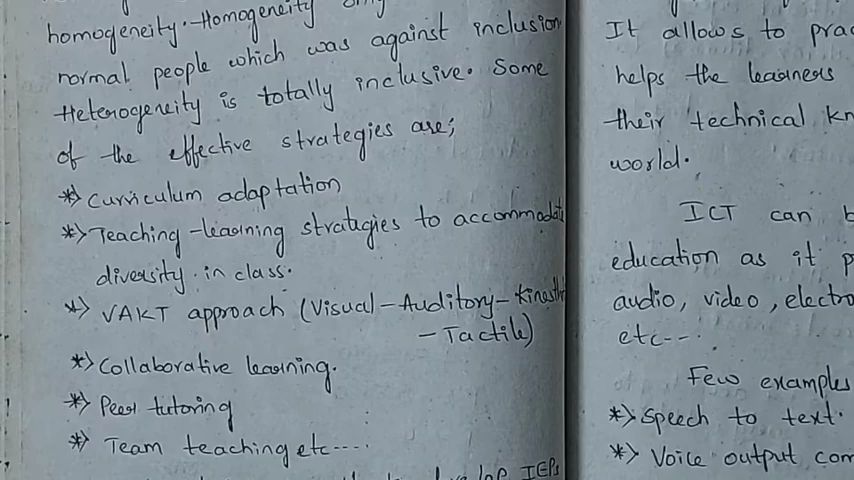 homogeneity. Homogeneity
normal people which was against inclusion
Heterogeneity is totally inclusive. Some
of the effective strategies are;
*> Curriculum adaptation
*> Teaching-learning strategies to accommodate
diversity in class.
*> VAKT approach (Visual-Auditory-Kinesth
- Tactile)
*> Collaborative learning.
*> Peer tutoring
*> Team teaching etc----.
IEPs
It allows to prac
helps the learners
their technical kn
world.
ICT can b
education as it p
audio, video, electro
etc---.
Few examples
*> Speech to text.
*> Voice output com